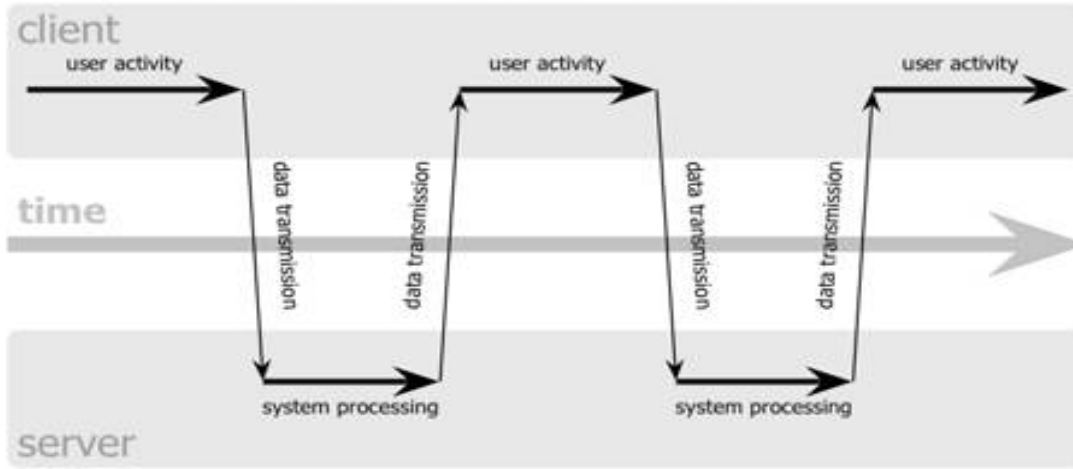 client
user activity
user activity
user activity
data transmission
data transmission
data transmission
data transmission
time
system processing
system processing
server